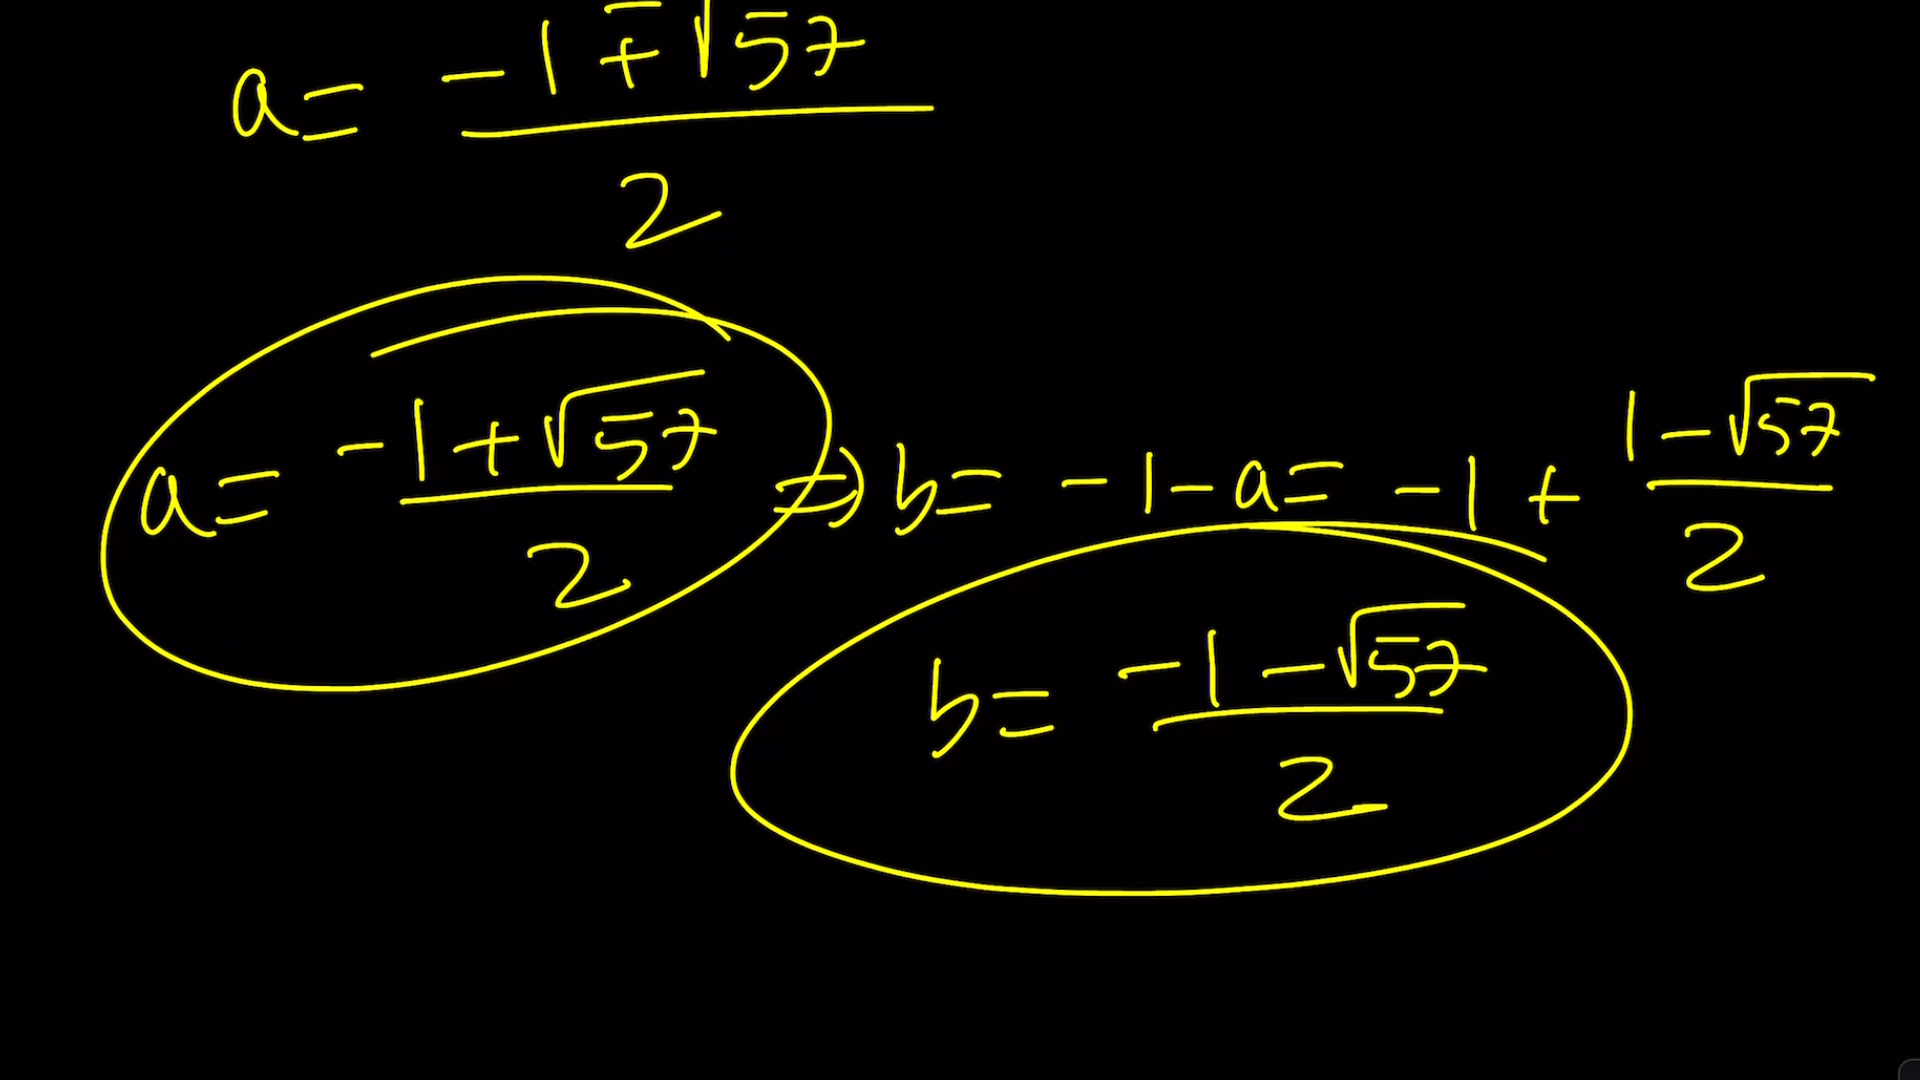 a = (-1 ∓ √57) / 2
a = (-1 + √57) / 2 ⇒ b = -1 - a = -1 + (1 - √57) / 2
b = (-1 - √57) / 2